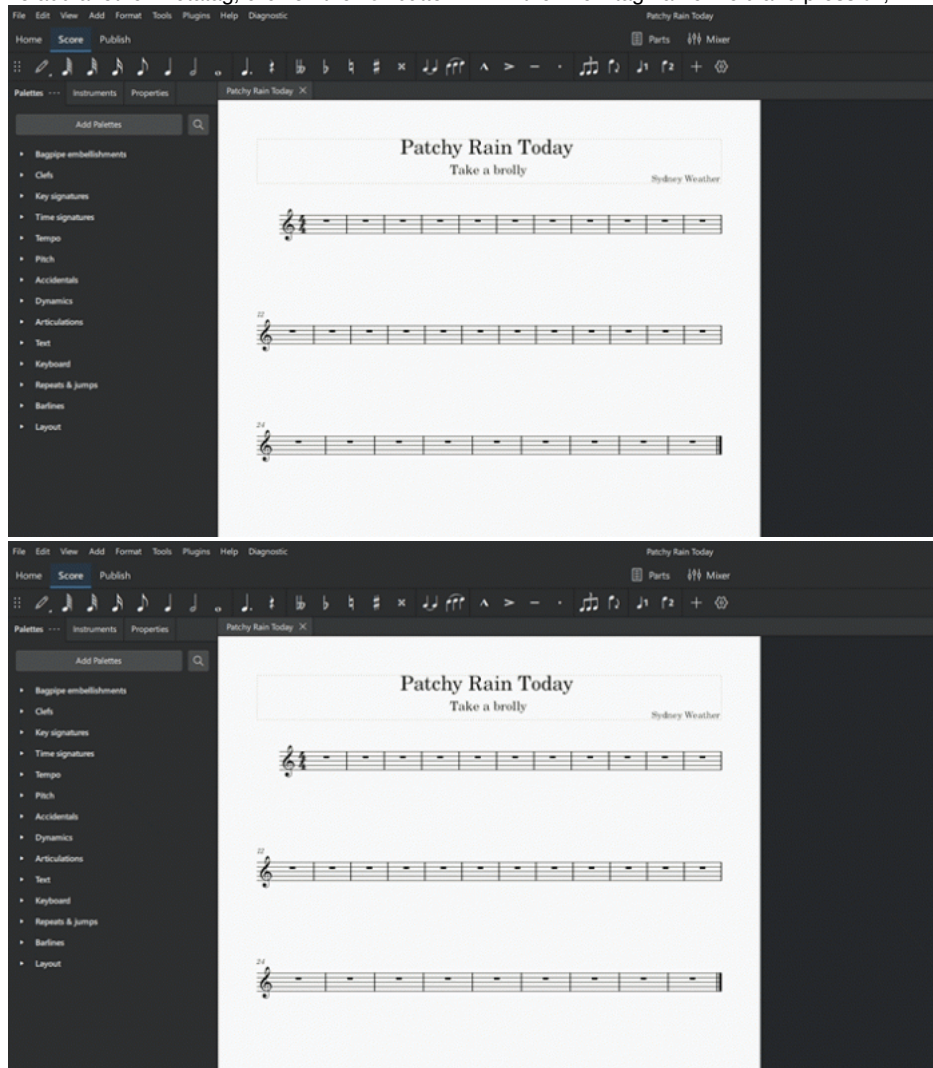 File Edit View Add Format Tools Plugins Help Diagnostic Patchy Rain Today
Home Score Publish Parts Mixer
Palettes Instruments Properties Patchy Rain Today
Add Palettes
Bagpipe embellishments
Clefs
Key signatures
Time signatures
Tempo
Pitch
Accidentals
Dynamics
Articulations
Text
Keyboard
Repeats & jumps
Barlines
Layout
Patchy Rain Today
Take a brolly
Sydney Weather
24
File Edit View Add Format Tools Plugins Help Diagnostic Patchy Rain Today
Home Score Publish Parts Mixer
Palettes Instruments Properties Patchy Rain Today
Add Palettes
Bagpipe embellishments
Clefs
Key signatures
Time signatures
Tempo
Pitch
Accidentals
Dynamics
Articulations
Text
Keyboard
Repeats & jumps
Barlines
Layout
Patchy Rain Today
Take a brolly
Sydney Weather
24